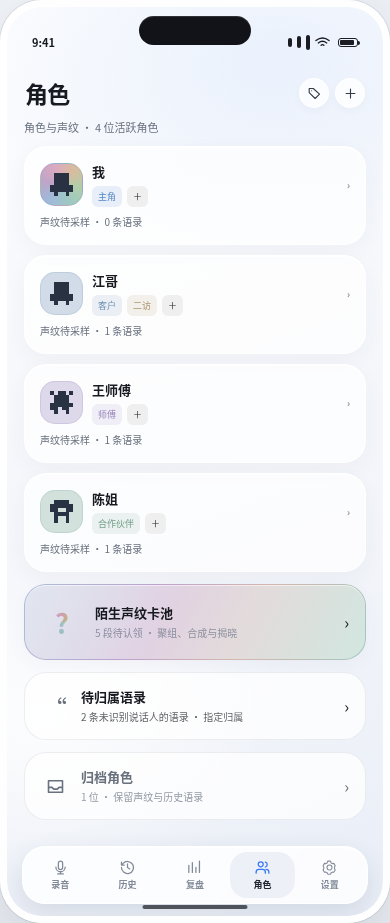 9:41
角色
角色与声纹 · 4 位活跃角色
我
主角 +
声纹待采样 · 0 条语录
江哥
客户 二访 +
声纹待采样 · 1 条语录
王师傅
师傅 +
声纹待采样 · 1 条语录
陈姐
合作伙伴 +
声纹待采样 · 1 条语录
?
陌生声纹卡池
5 段待认领 · 聚组、合成与揭晓
“
待归属语录
2 条未识别说话人的语录 · 指定归属
归档角色
1 位 · 保留声纹与历史语录
录音 历史 复盘 角色 设置